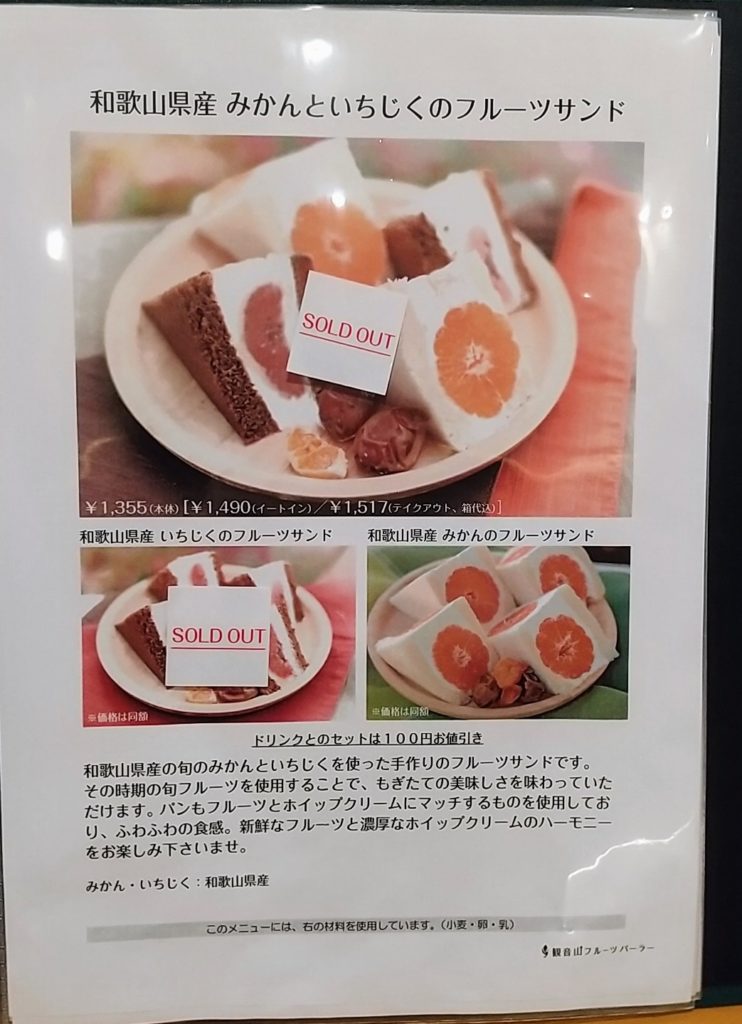 和歌山県産 みかんといちじくのフルーツサンド
SOLD OUT
¥1,355(本体) [¥1,490(イートイン)／¥1,517(テイクアウト、箱代込)]
和歌山県産 いちじくのフルーツサンド
和歌山県産 みかんのフルーツサンド
SOLD OUT
※価格は同額
※価格は同額
ドリンクとのセットは１００円お値引き
和歌山県産の旬のみかんといちじくを使った手作りのフルーツサンドです。
その時期の旬フルーツを使用することで、もぎたての美味しさを味わっていた
だけます。パンもフルーツとホイップクリームにマッチするものを使用してお
り、ふわふわの食感。新鮮なフルーツと濃厚なホイップクリームのハーモニー
をお楽しみ下さいませ。
みかん・いちじく：和歌山県産
このメニューには、右の材料を使用しています。（小麦・卵・乳）
観音山フルーツパーラー